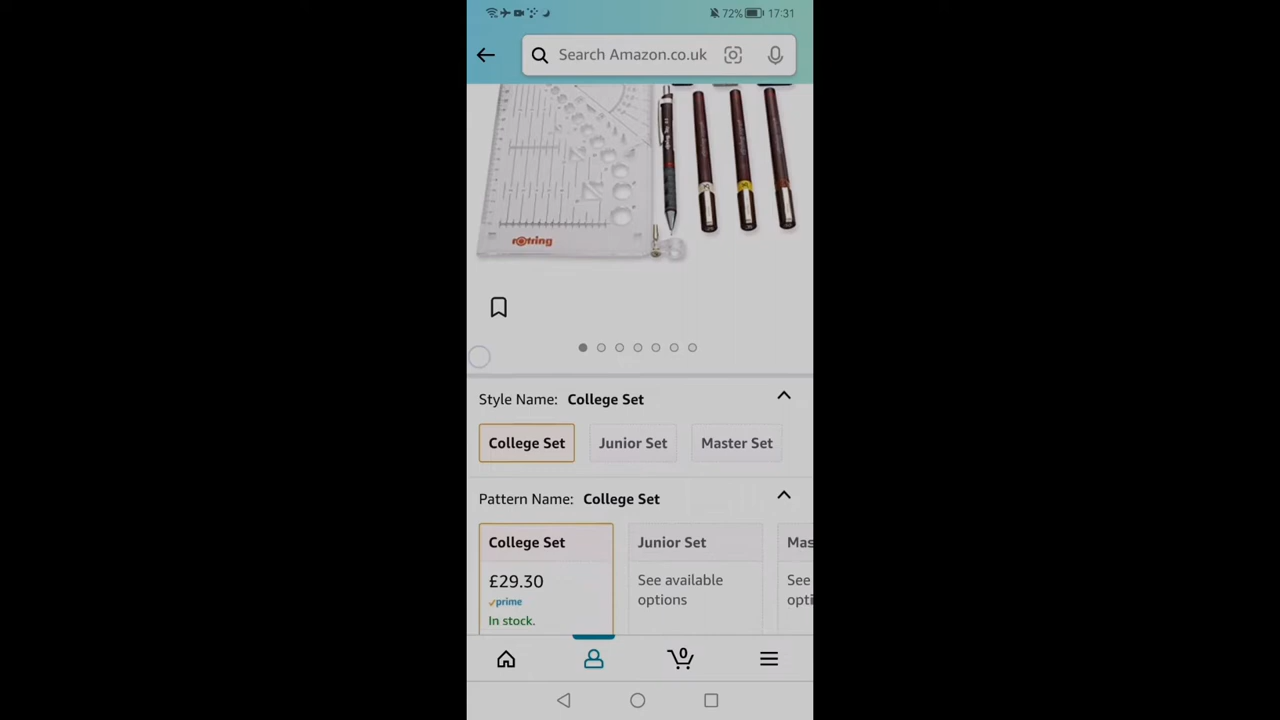 72% 17:31
Search Amazon.co.uk
rotring
Style Name: College Set
College Set Junior Set Master Set
Pattern Name: College Set
College Set Junior Set Mas
£29.30 See available See
prime options opti
In stock.
0